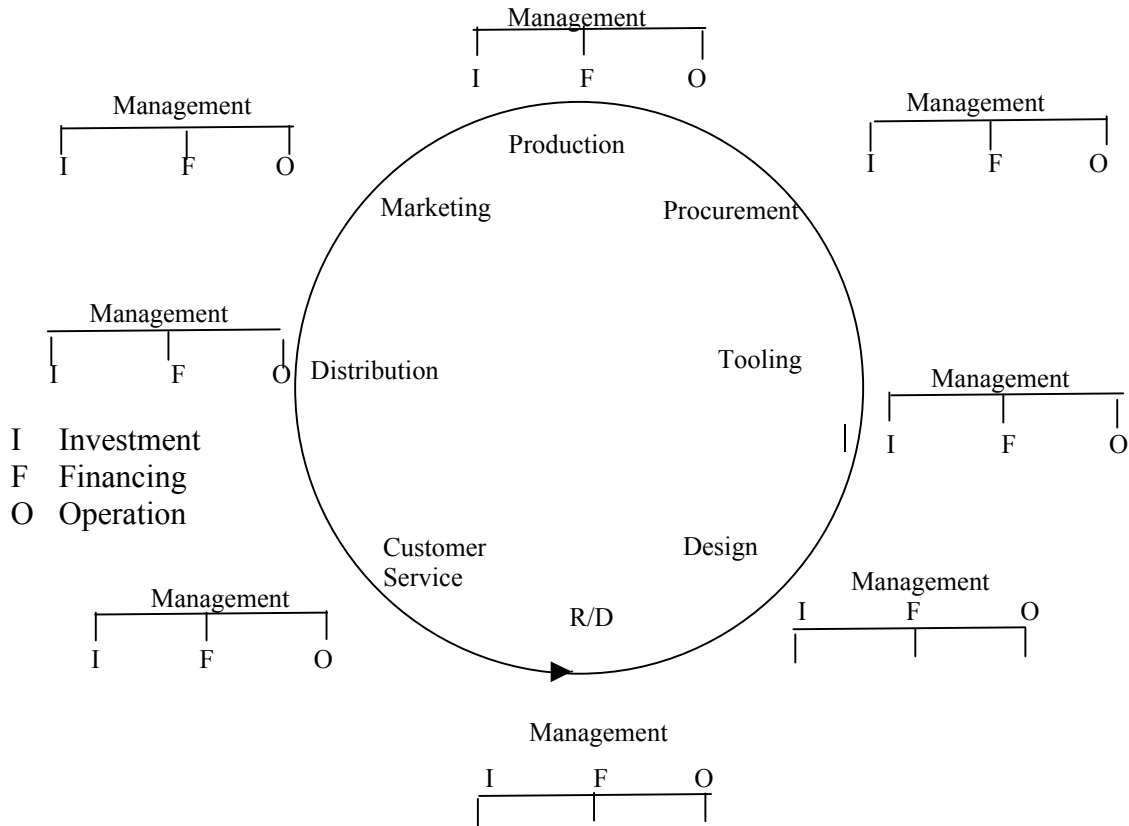 Management
I F O
Management
I F O
Management
I F O
Production
Marketing
Procurement
Management
I F O
Distribution
Tooling
Management
I F O
I Investment
F Financing
O Operation
Customer
Service
Design
R/D
Management
I F O
Management
I F O
Management
I F O